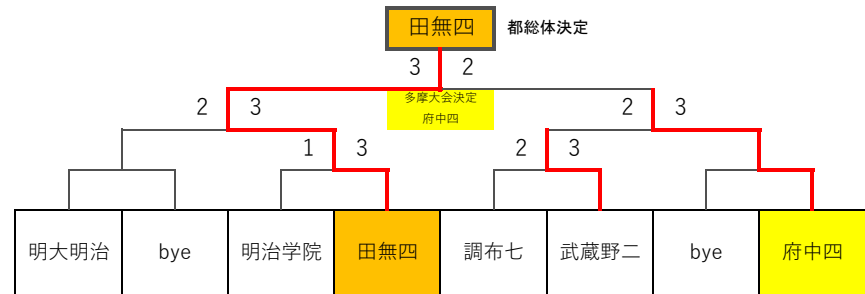 田無四
都総体決定
3 2
多摩大会決定
府中四
2 3 2 3
1 3 2 3
明大明治 bye 明治学院 田無四 調布七 武蔵野二 bye 府中四